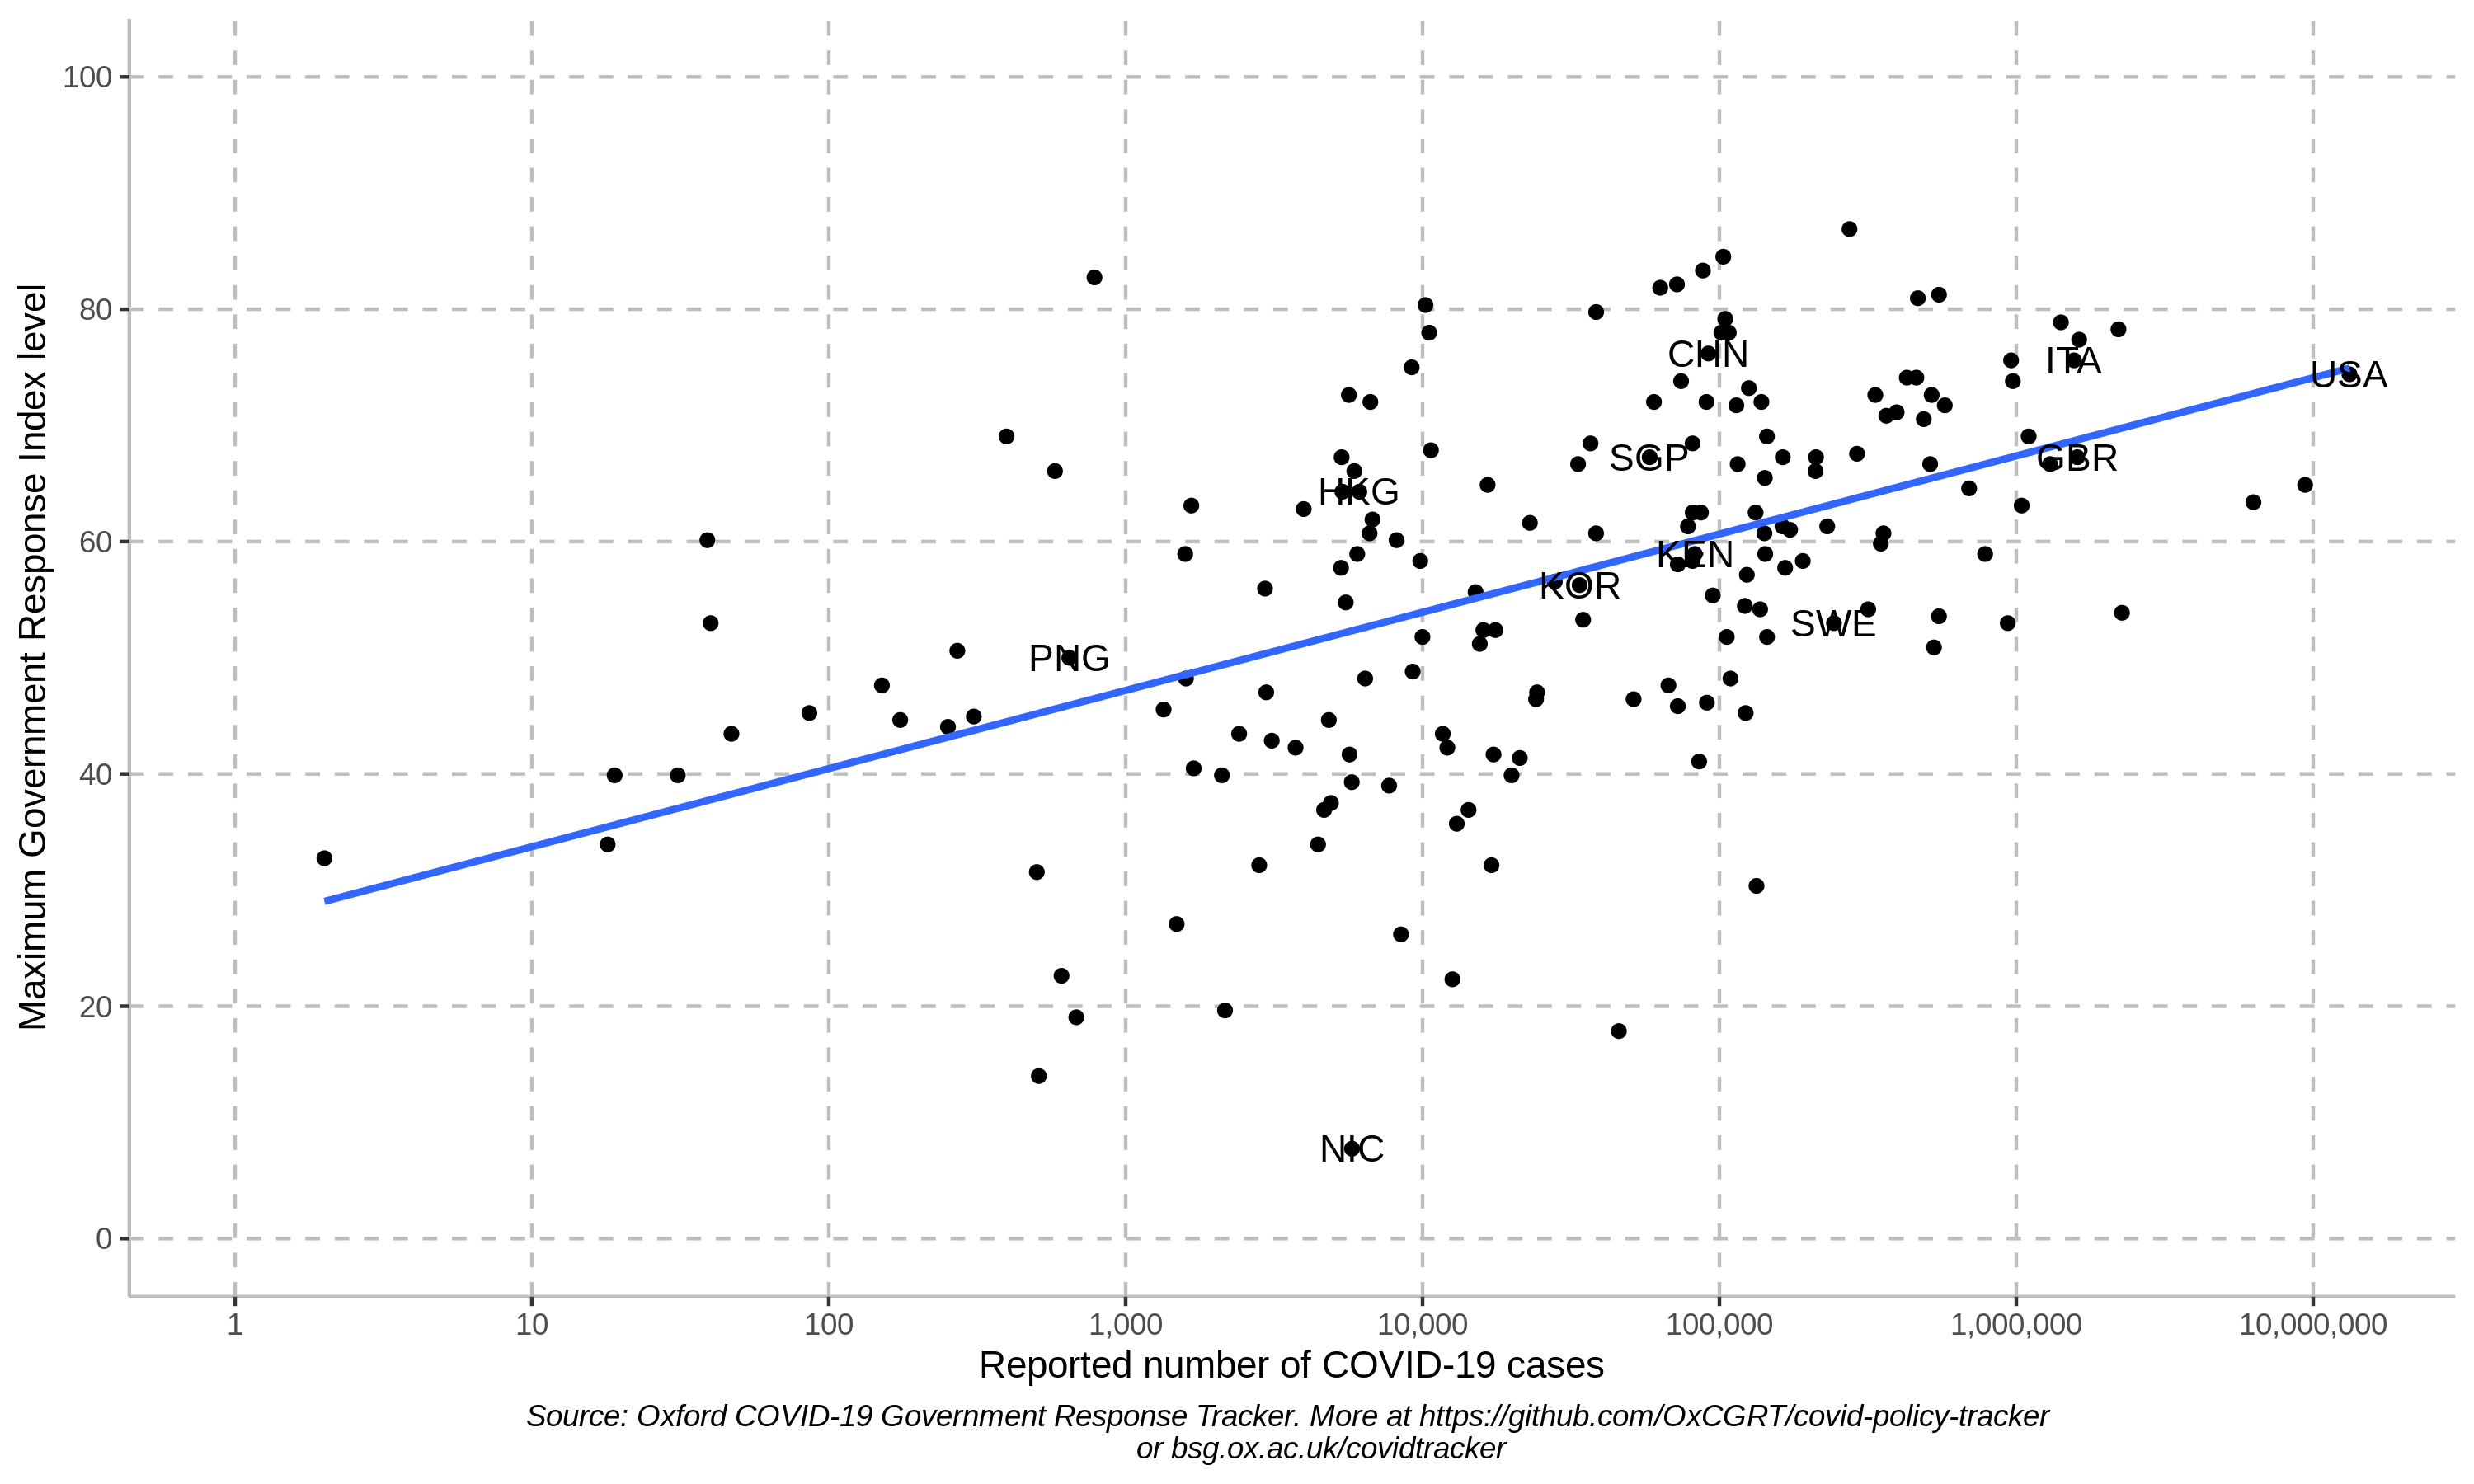 Maximum Government Response Index level
100
80
60
40
20
0
CHN
ITA
USA
SGP
GBR
HKG
KEN
KOR
SWE
PNG
NIC
1
10
100
1,000
10,000
100,000
1,000,000
10,000,000
Reported number of COVID-19 cases
Source: Oxford COVID-19 Government Response Tracker. More at https://github.com/OxCGRT/covid-policy-tracker
or bsg.ox.ac.uk/covidtracker